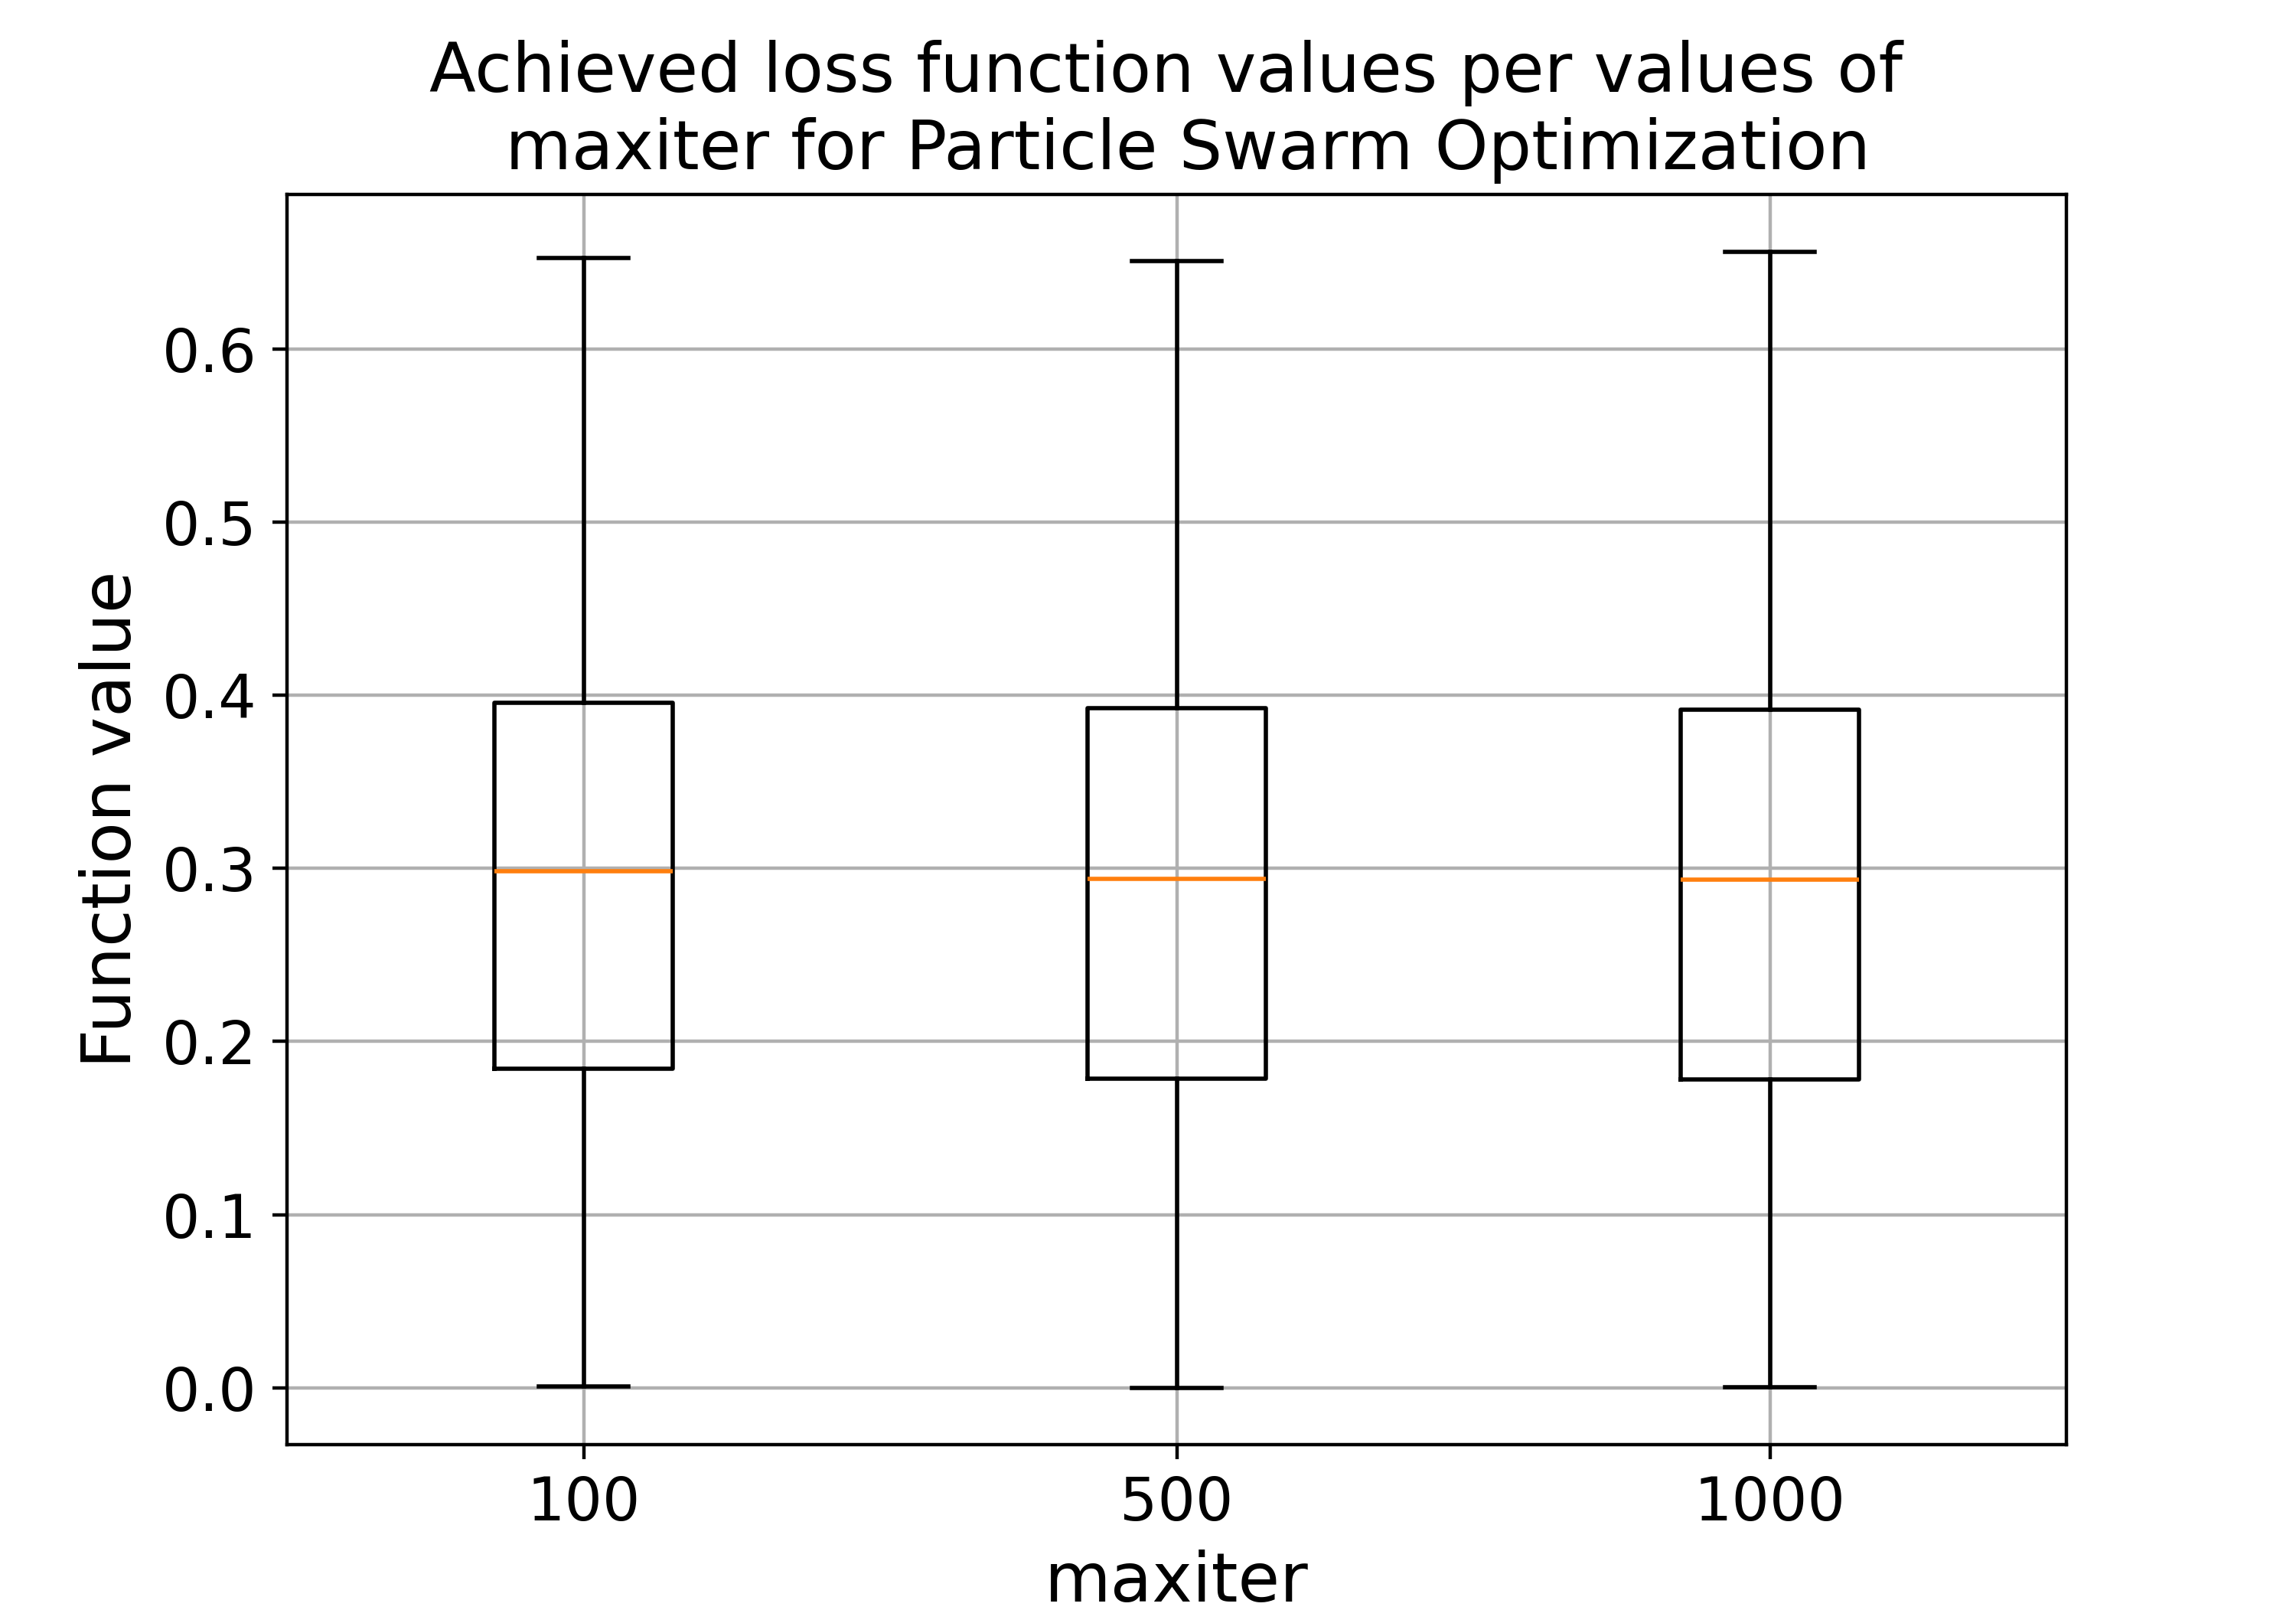 Achieved loss function values per values of
maxiter for Particle Swarm Optimization
Function value
0.6
0.5
0.4
0.3
0.2
0.1
0.0
100
500
1000
maxiter